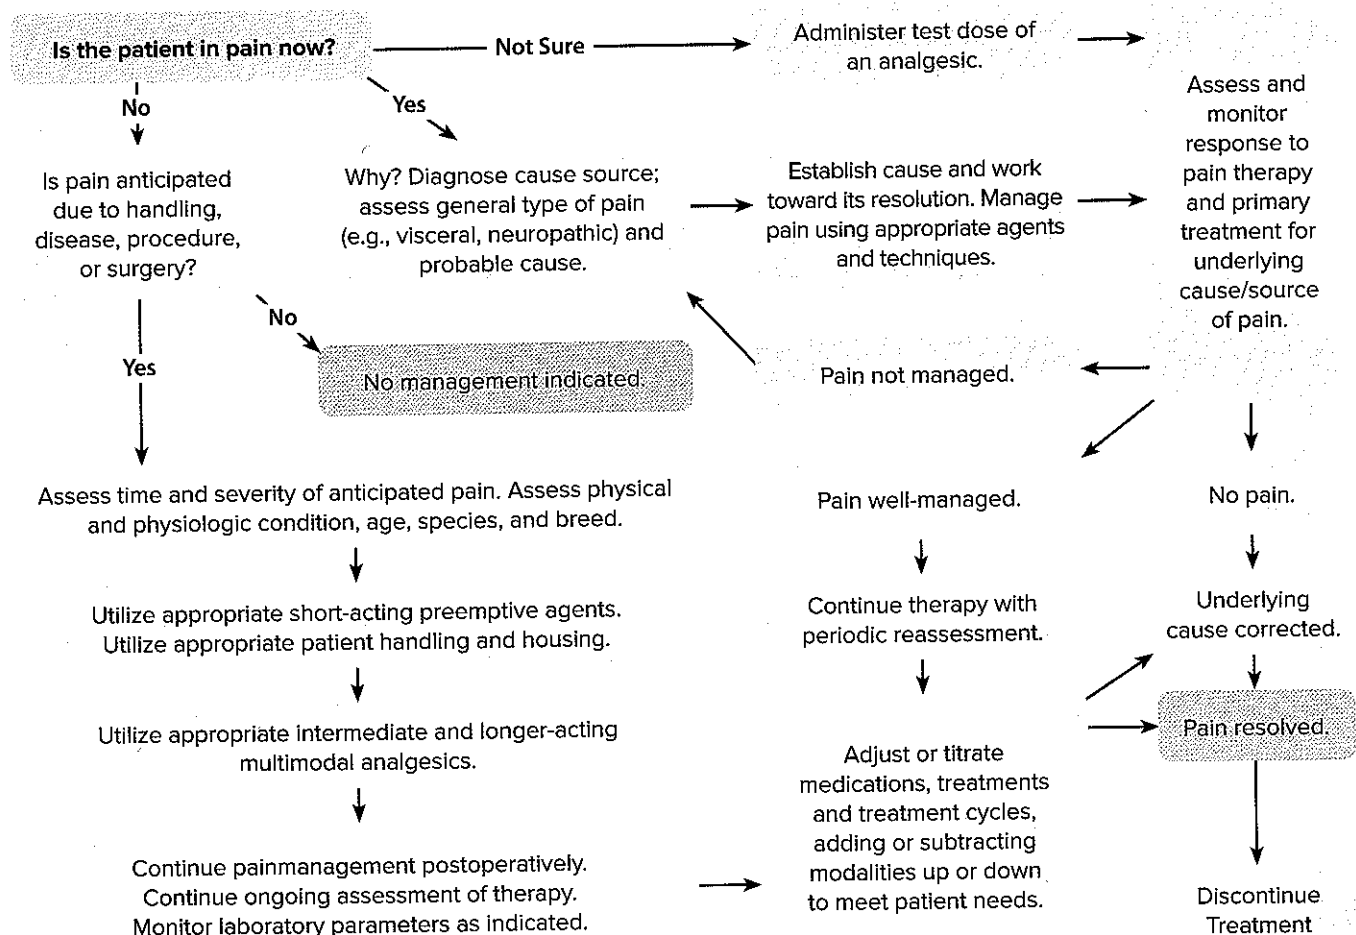 Is the patient in pain now?
Not Sure
Administer test dose of
an analgesic.
No
Yes
Assess and
monitor
response to
pain therapy
and primary
treatment for
underlying
cause/source
of pain.
Is pain anticipated
due to handling,
disease, procedure,
or surgery?
Why? Diagnose cause source;
assess general type of pain
(e.g., visceral, neuropathic) and
probable cause.
Establish cause and work
toward its resolution. Manage
pain using appropriate agents
and techniques.
No
Yes
No management indicated.
Pain not managed.
Assess time and severity of anticipated pain. Assess physical
and physiologic condition, age, species, and breed.
Pain well-managed.
No pain.
Utilize appropriate short-acting preemptive agents.
Utilize appropriate patient handling and housing.
Continue therapy with
periodic reassessment.
Underlying
cause corrected.
Utilize appropriate intermediate and longer-acting
multimodal analgesics.
Pain resolved.
Adjust or titrate
medications, treatments
and treatment cycles,
adding or subtracting
modalities up or down
to meet patient needs.
Continue painmanagement postoperatively.
Continue ongoing assessment of therapy.
Monitor laboratory parameters as indicated.
Discontinue
Treatment